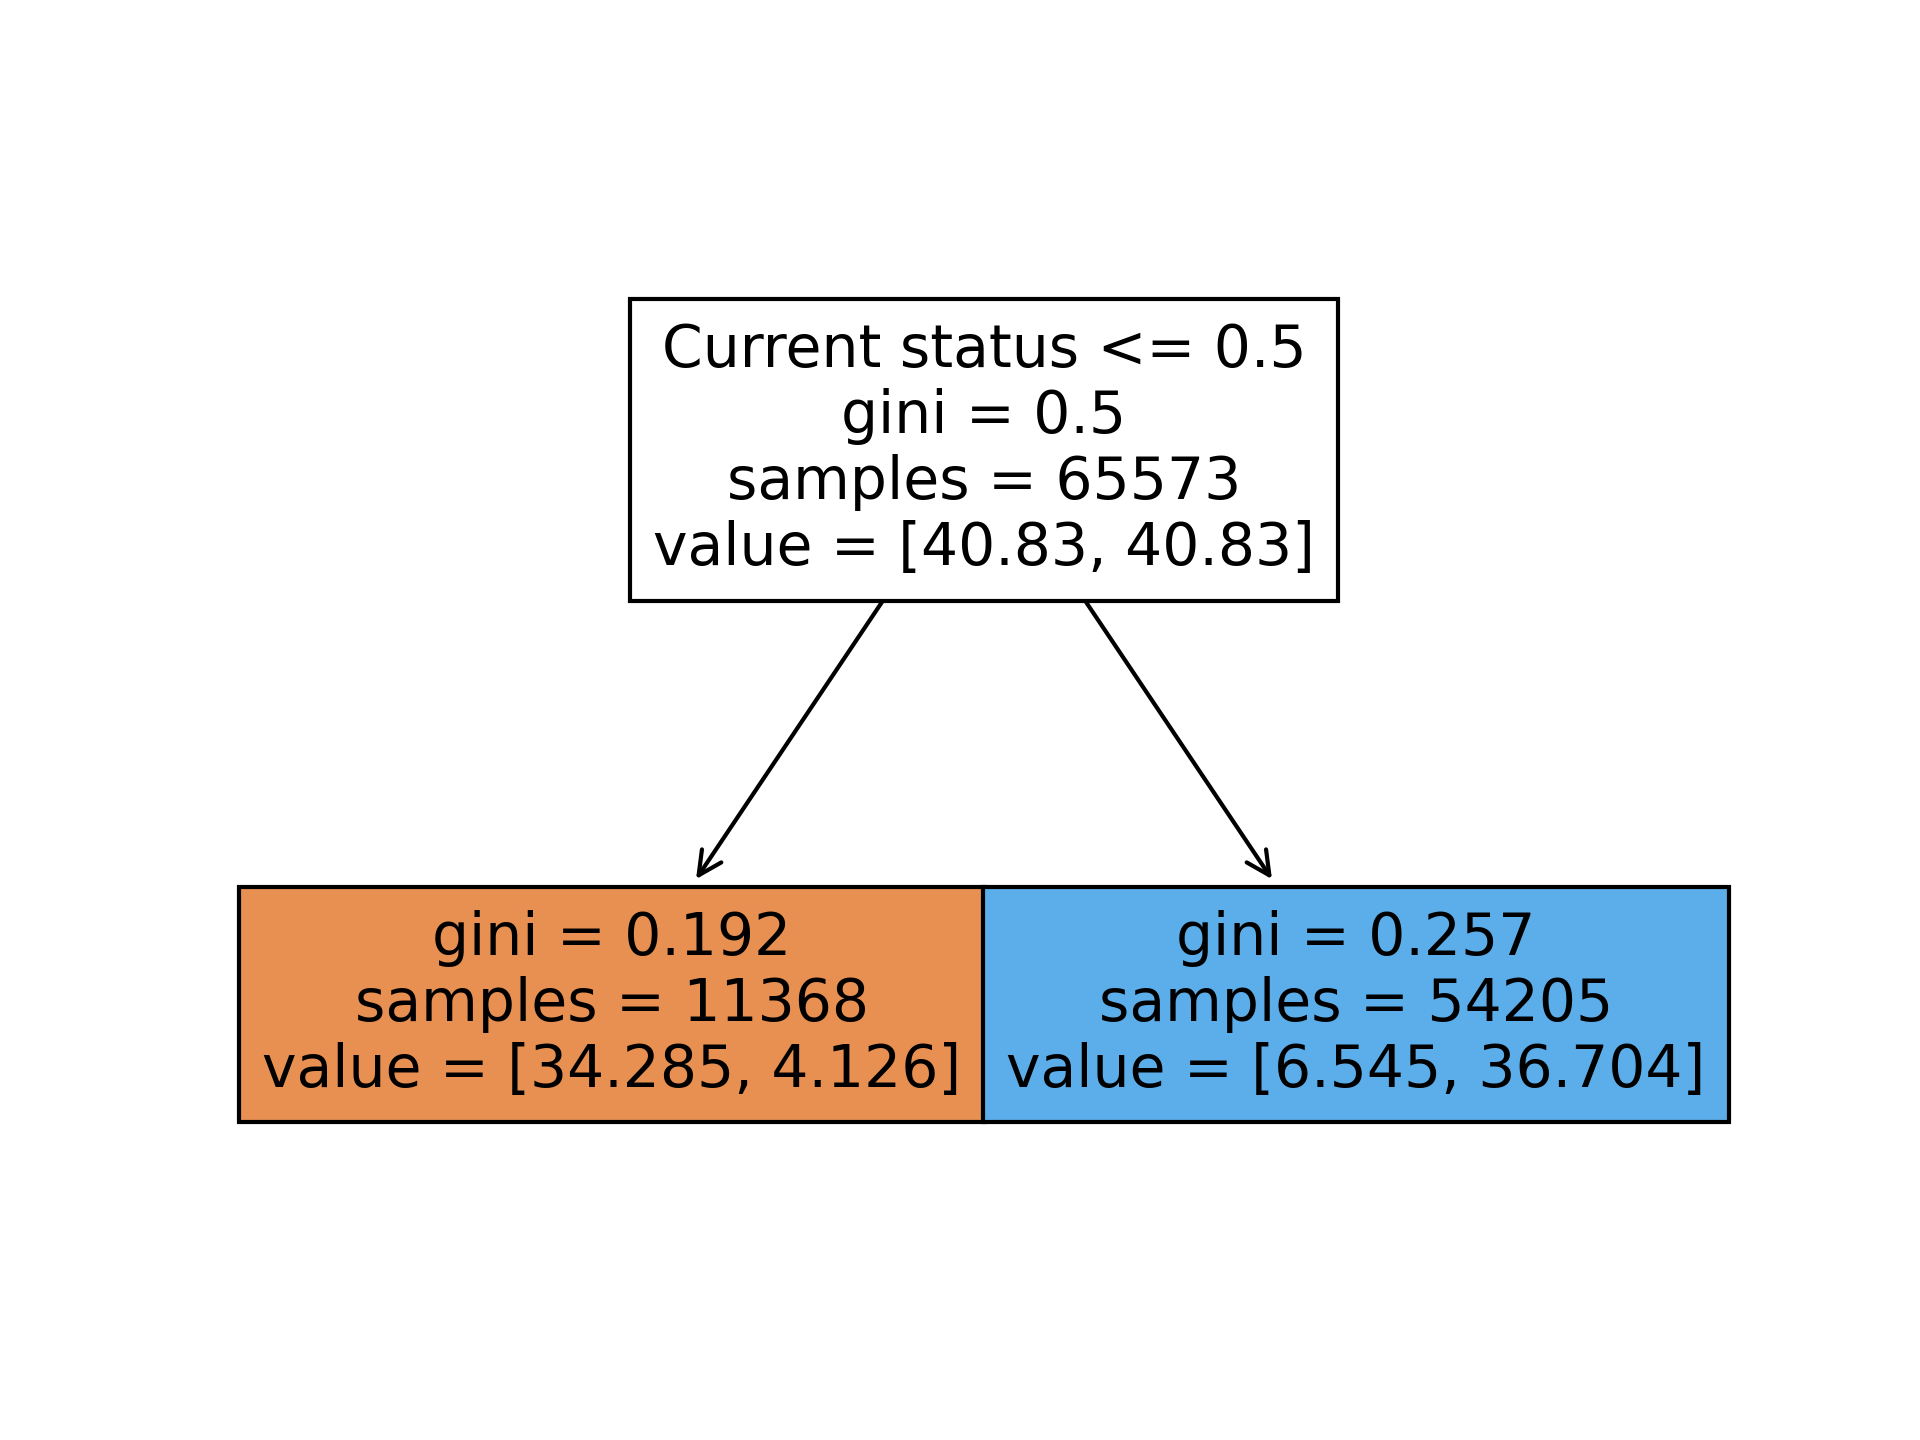 Current status <= 0.5
gini = 0.5
samples = 65573
value = [40.83, 40.83]
gini = 0.192
samples = 11368
value = [34.285, 4.126]
gini = 0.257
samples = 54205
value = [6.545, 36.704]